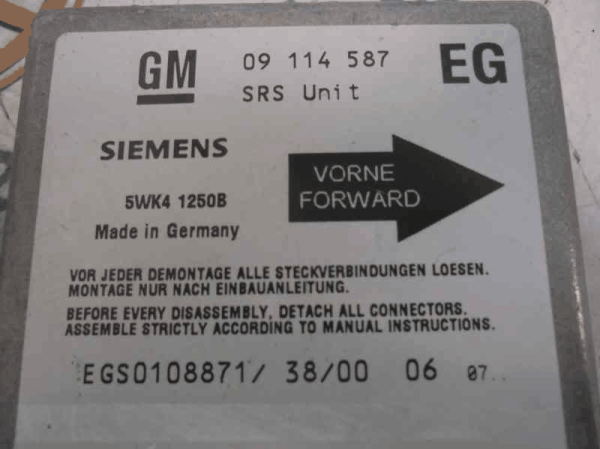 GM 09 114 587 EG
SRS Unit
SIEMENS
VORNE
FORWARD
5WK4 1250B
Made in Germany
VOR JEDER DEMONTAGE ALLE STECKVERBINDUNGEN LOESEN.
MONTAGE NUR NACH EINBAUANLEITUNG.
BEFORE EVERY DISASSEMBLY, DETACH ALL CONNECTORS.
ASSEMBLE STRICTLY ACCORDING TO MANUAL INSTRUCTIONS.
EGS0108871/ 38/00 06 07..